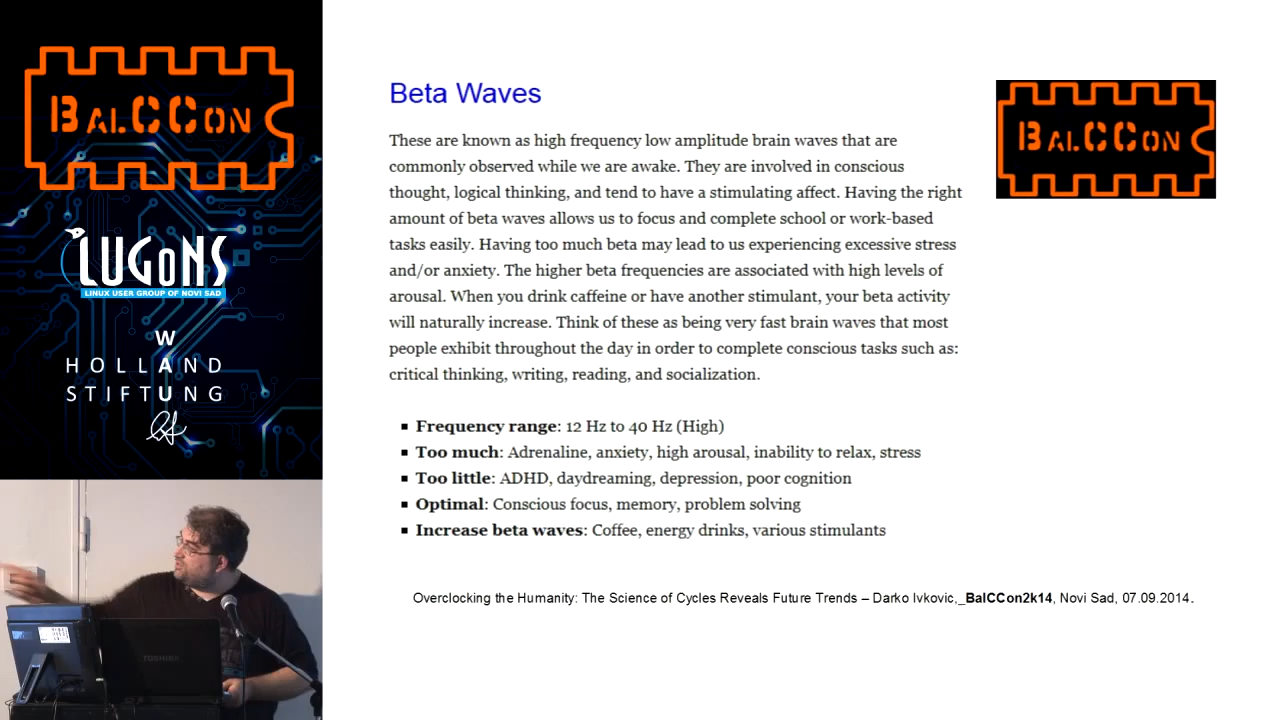 BALCCON
LUGONS
LINUX USER GROUP OF NOVI SAD
W
HOLLAND
STIFTUNG
Beta Waves
These are known as high frequency low amplitude brain waves that are
commonly observed while we are awake. They are involved in conscious
thought, logical thinking, and tend to have a stimulating affect. Having the right
amount of beta waves allows us to focus and complete school or work-based
tasks easily. Having too much beta may lead to us experiencing excessive stress
and/or anxiety. The higher beta frequencies are associated with high levels of
arousal. When you drink caffeine or have another stimulant, your beta activity
will naturally increase. Think of these as being very fast brain waves that most
people exhibit throughout the day in order to complete conscious tasks such as:
critical thinking, writing, reading, and socialization.
▪ Frequency range: 12 Hz to 40 Hz (High)
▪ Too much: Adrenaline, anxiety, high arousal, inability to relax, stress
▪ Too little: ADHD, daydreaming, depression, poor cognition
▪ Optimal: Conscious focus, memory, problem solving
▪ Increase beta waves: Coffee, energy drinks, various stimulants
BALCCON
Overclocking the Humanity: The Science of Cycles Reveals Future Trends – Darko Ivkovic,_BalCCon2k14, Novi Sad, 07.09.2014.
TOSHIBA